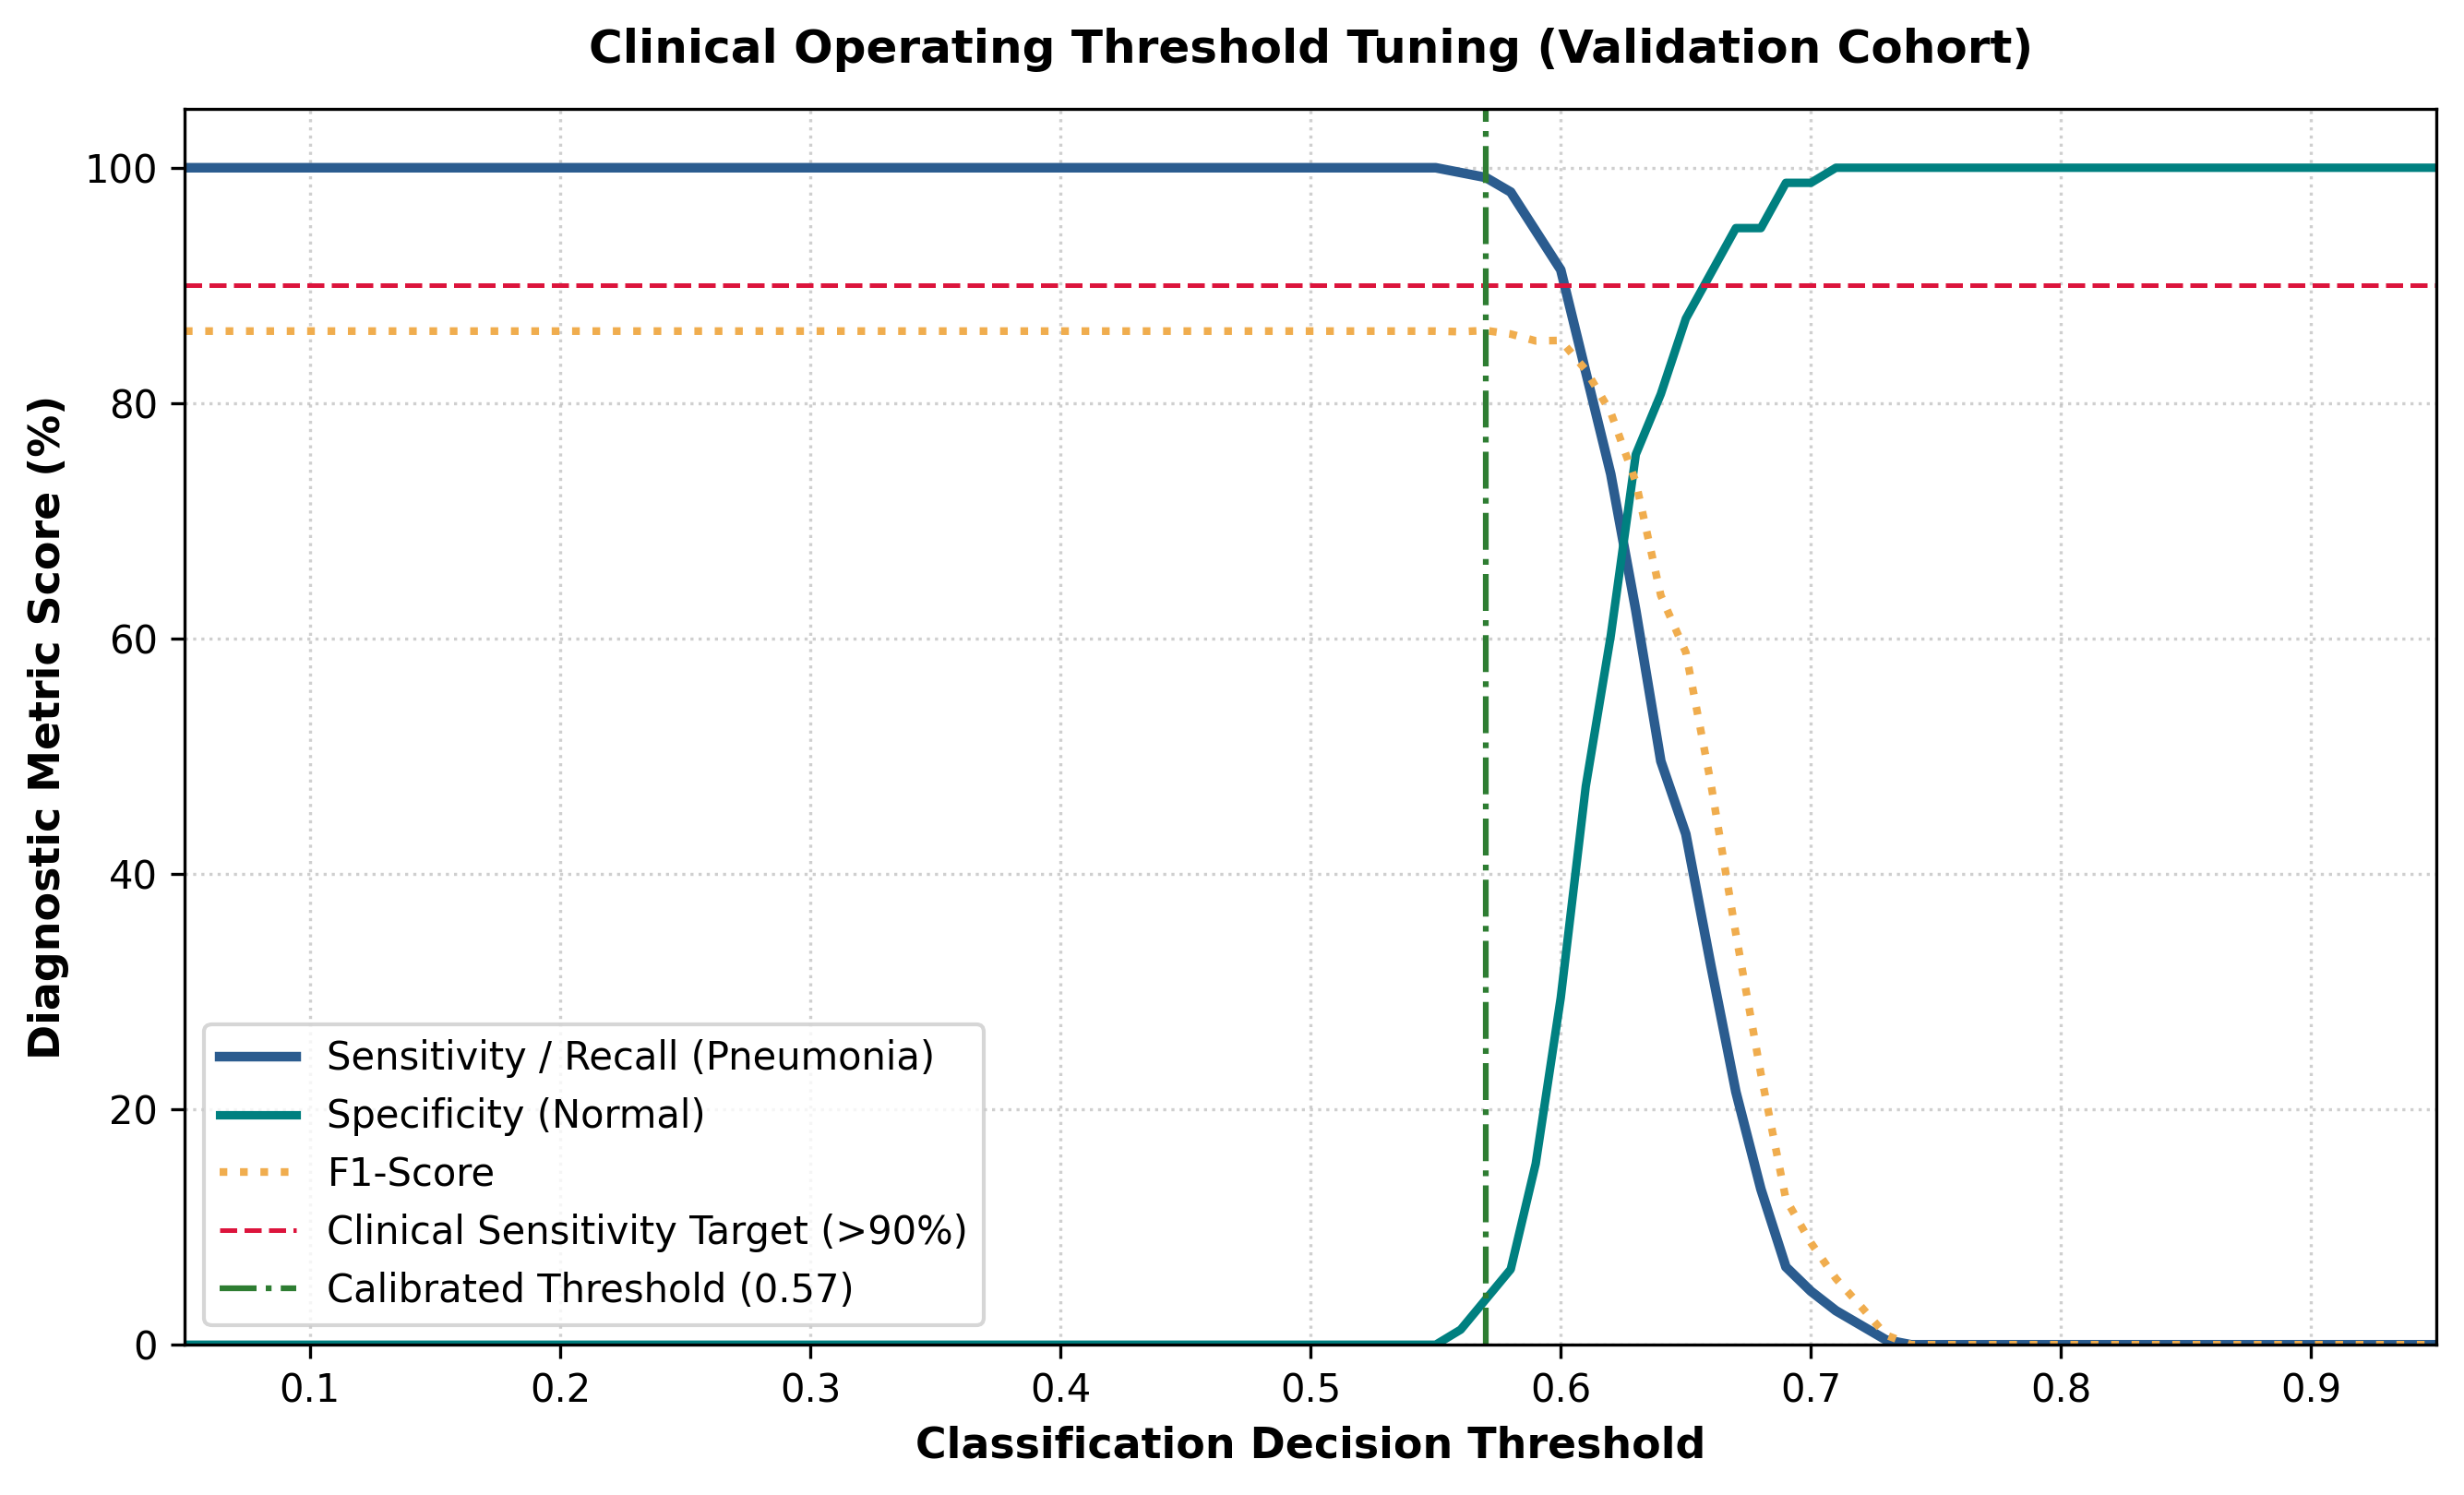 Clinical Operating Threshold Tuning (Validation Cohort)
Diagnostic Metric Score (%)
100
80
60
40
20
0
Sensitivity / Recall (Pneumonia)
Specificity (Normal)
F1-Score
Clinical Sensitivity Target (>90%)
Calibrated Threshold (0.57)
0.1 0.2 0.3 0.4 0.5 0.6 0.7 0.8 0.9
Classification Decision Threshold